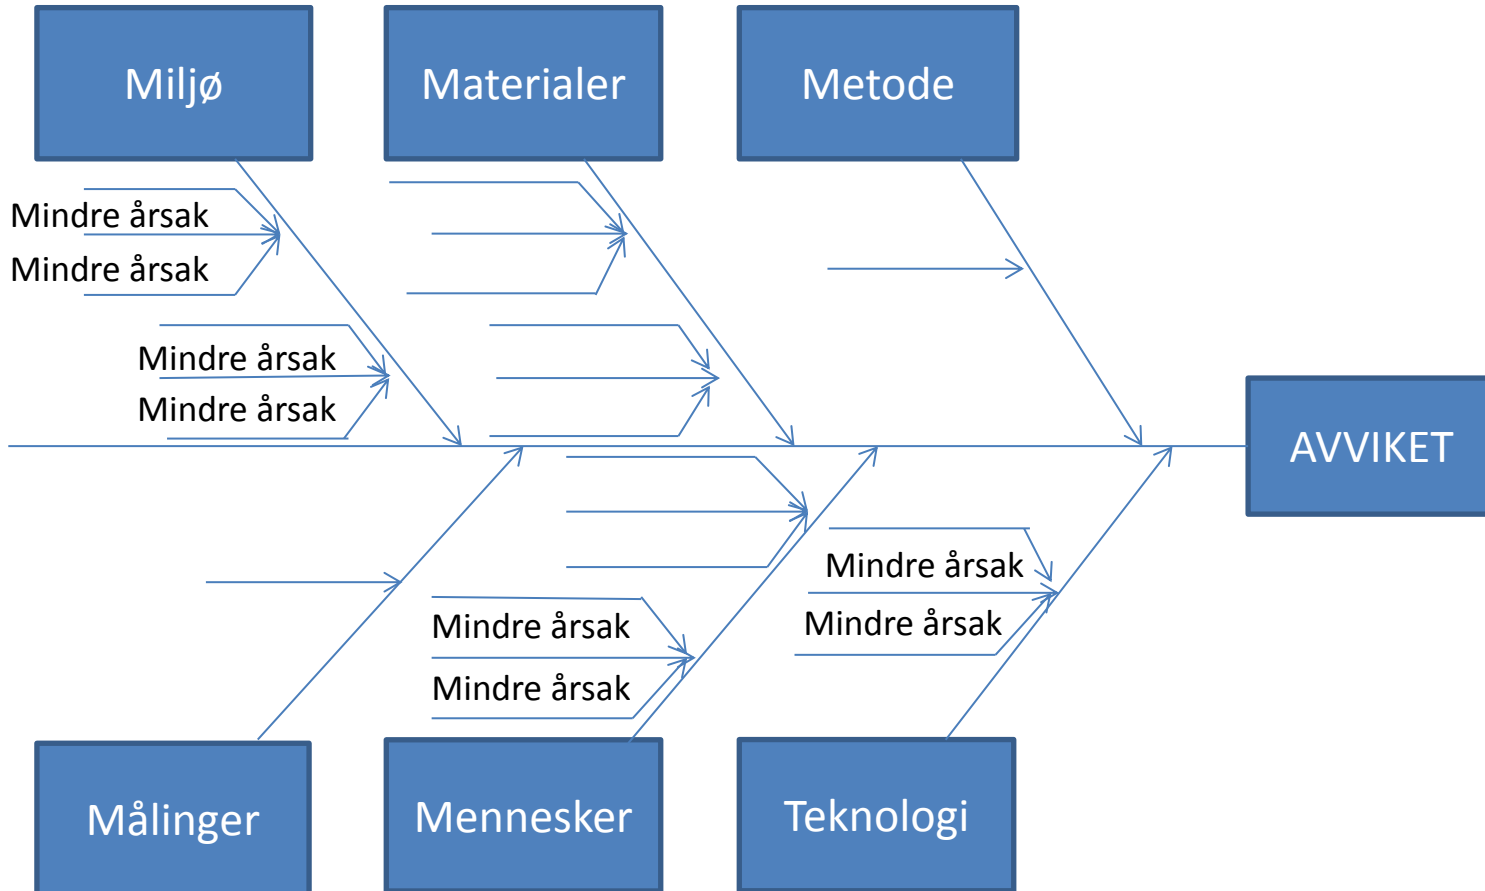 Miljø
Materialer
Metode
Mindre årsak
Mindre årsak
Mindre årsak
Mindre årsak
AVVIKET
Mindre årsak
Mindre årsak
Mindre årsak
Mindre årsak
Målinger
Mennesker
Teknologi